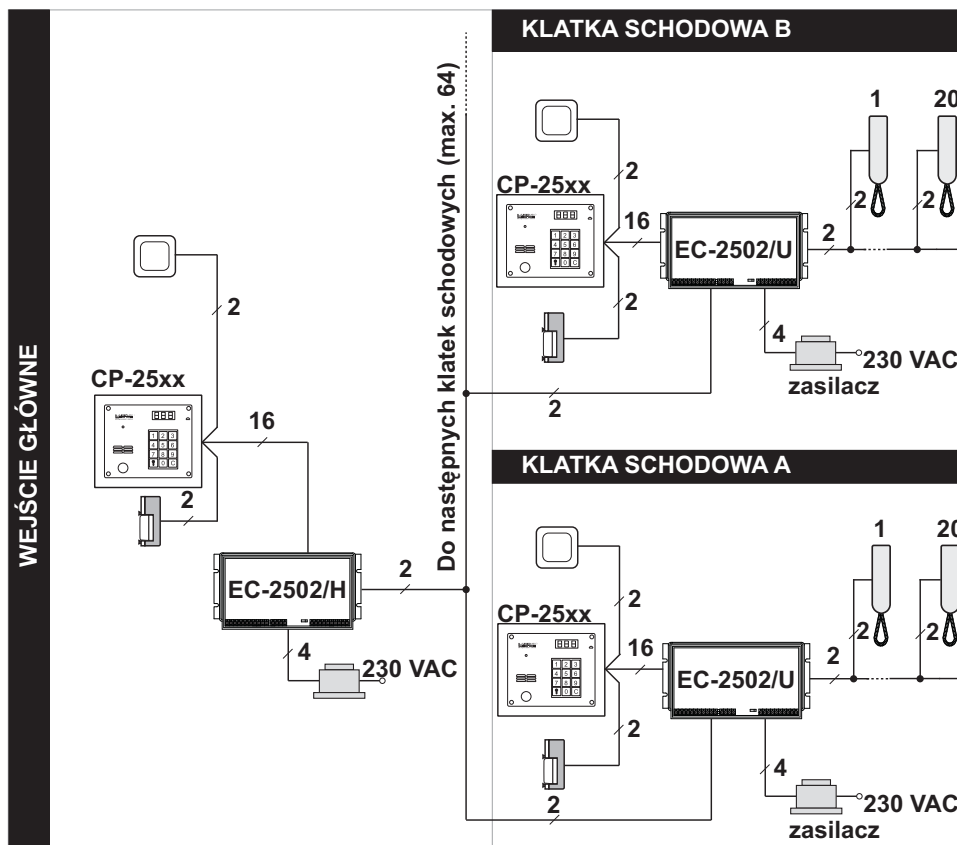 WEJŚCIE GŁÓWNE
2
CP-25xx
16
2
EC-2502/H
2
4
230 VAC
Do następnych klatek schodowych (max. 64)
KLATKA SCHODOWA B
1
20
2
CP-25xx
16
EC-2502/U
2
2
2
2
4
230 VAC
zasilacz
2
KLATKA SCHODOWA A
1
20
2
CP-25xx
16
EC-2502/U
2
2
2
2
4
230 VAC
zasilacz
2